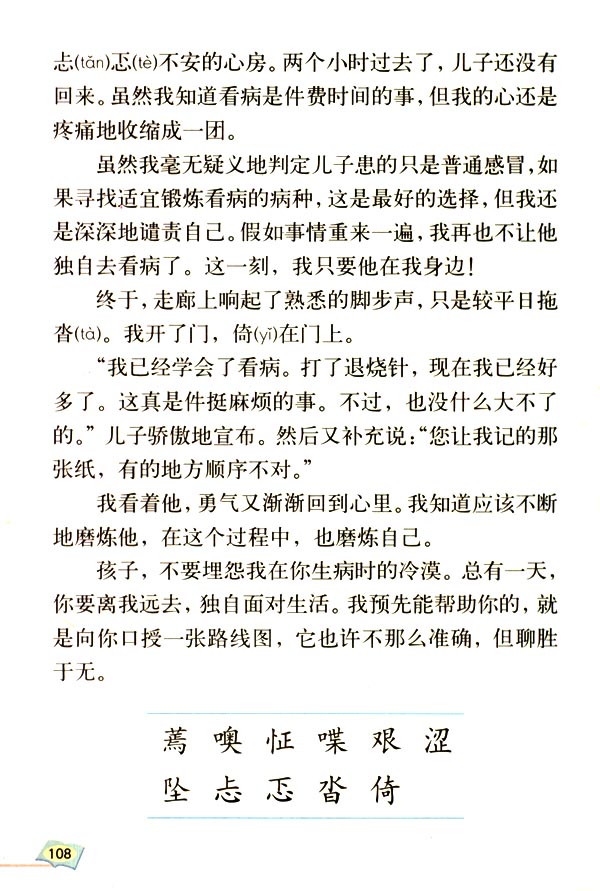 忐(tǎn)忑(tè)不安的心房。两个小时过去了，儿子还没有
回来。虽然我知道看病是件费时间的事，但我的心还是
疼痛地收缩成一团。
虽然我毫无疑义地判定儿子患的只是普通感冒，如
果寻找适宜锻炼看病的病种，这是最好的选择，但我还
是深深地谴责自己。假如事情重来一遍，我再也不让他
独自去看病了。这一刻，我只要他在我身边！
终于，走廊上响起了熟悉的脚步声，只是较平日拖
沓(tà)。我开了门，倚(yǐ)在门上。
“我已经学会了看病。打了退烧针，现在我已经好
多了。这真是件挺麻烦的事。不过，也没什么大不了
的。”儿子骄傲地宣布。然后又补充说：“您让我记的那
张纸，有的地方顺序不对。”
我看着他，勇气又渐渐回到心里。我知道应该不断
地磨炼他，在这个过程中，也磨炼自己。
孩子，不要埋怨我在你生病时的冷漠。总有一天，
你要离我远去，独自面对生活。我预先能帮助你的，就
是向你口授一张路线图，它也许不那么准确，但聊胜
于无。
蔫 噢 怔 喋 艰 涩
坠 忐 忑 沓 倚
108